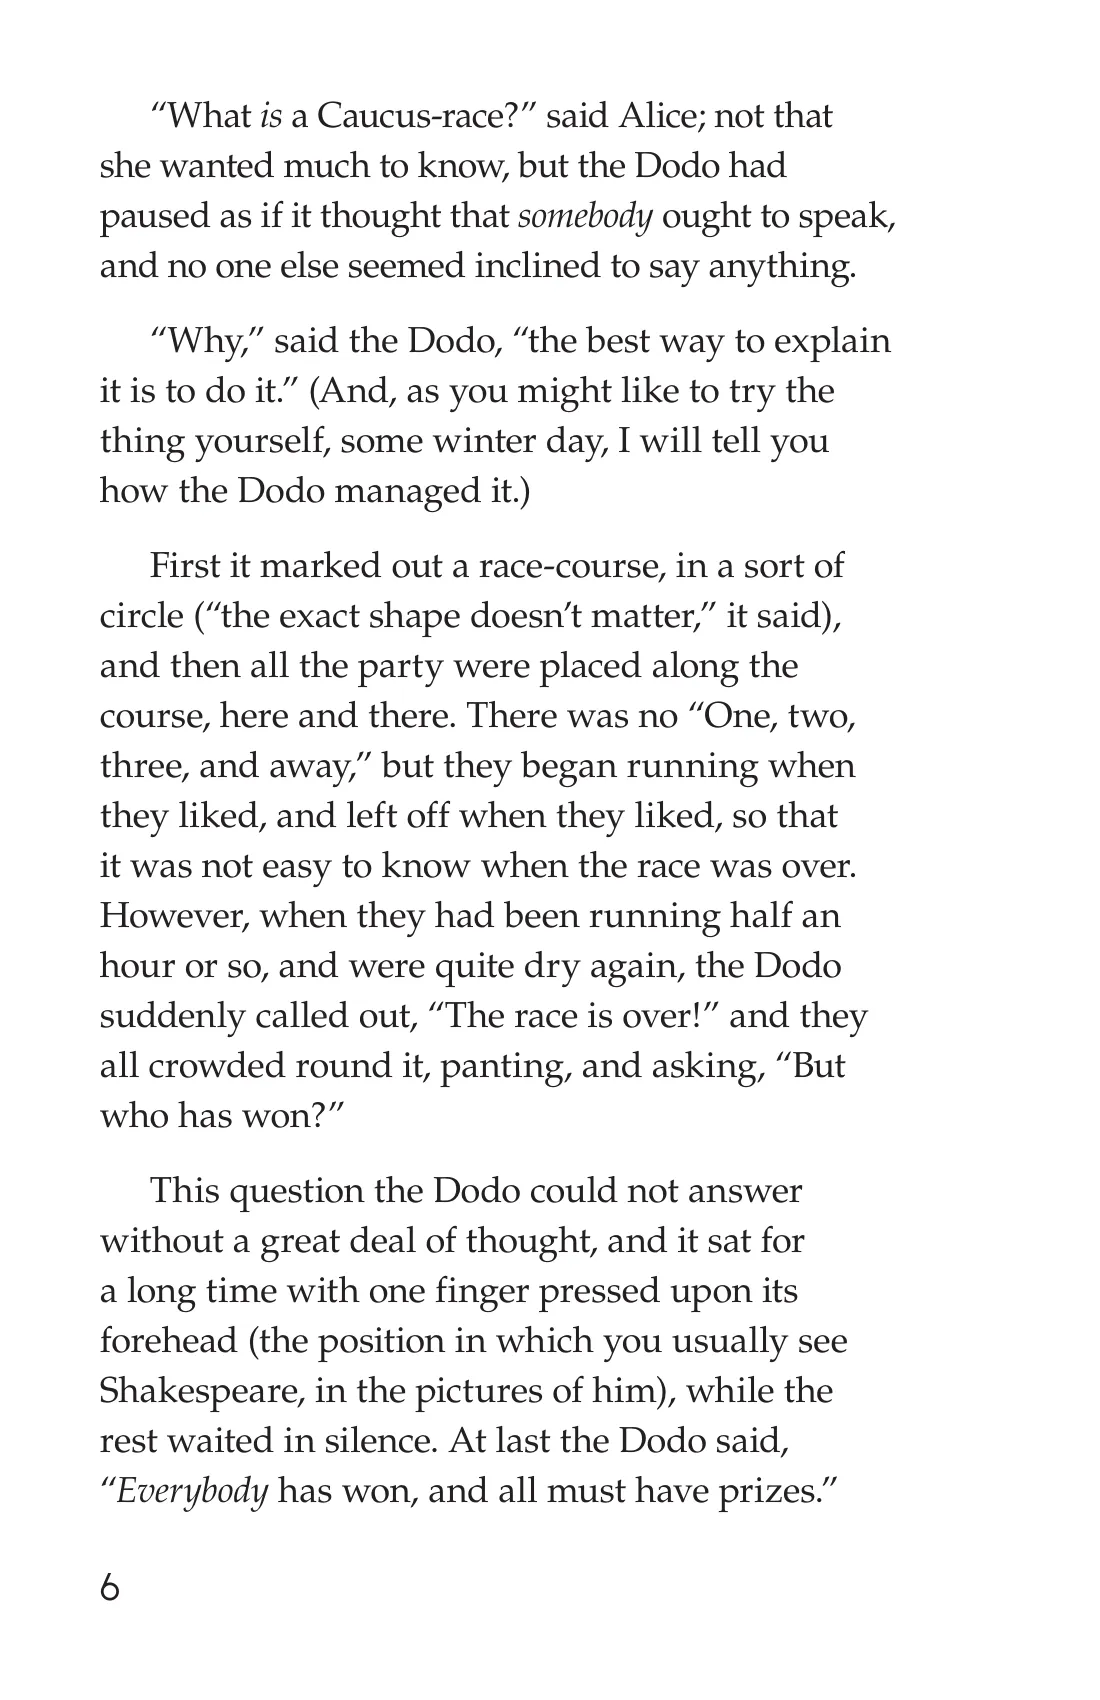 “What is a Caucus-race?” said Alice; not that
she wanted much to know, but the Dodo had
paused as if it thought that somebody ought to speak,
and no one else seemed inclined to say anything.
“Why,” said the Dodo, “the best way to explain
it is to do it.” (And, as you might like to try the
thing yourself, some winter day, I will tell you
how the Dodo managed it.)
First it marked out a race-course, in a sort of
circle (“the exact shape doesn’t matter,” it said),
and then all the party were placed along the
course, here and there. There was no “One, two,
three, and away,” but they began running when
they liked, and left off when they liked, so that
it was not easy to know when the race was over.
However, when they had been running half an
hour or so, and were quite dry again, the Dodo
suddenly called out, “The race is over!” and they
all crowded round it, panting, and asking, “But
who has won?”
This question the Dodo could not answer
without a great deal of thought, and it sat for
a long time with one finger pressed upon its
forehead (the position in which you usually see
Shakespeare, in the pictures of him), while the
rest waited in silence. At last the Dodo said,
“Everybody has won, and all must have prizes.”
6